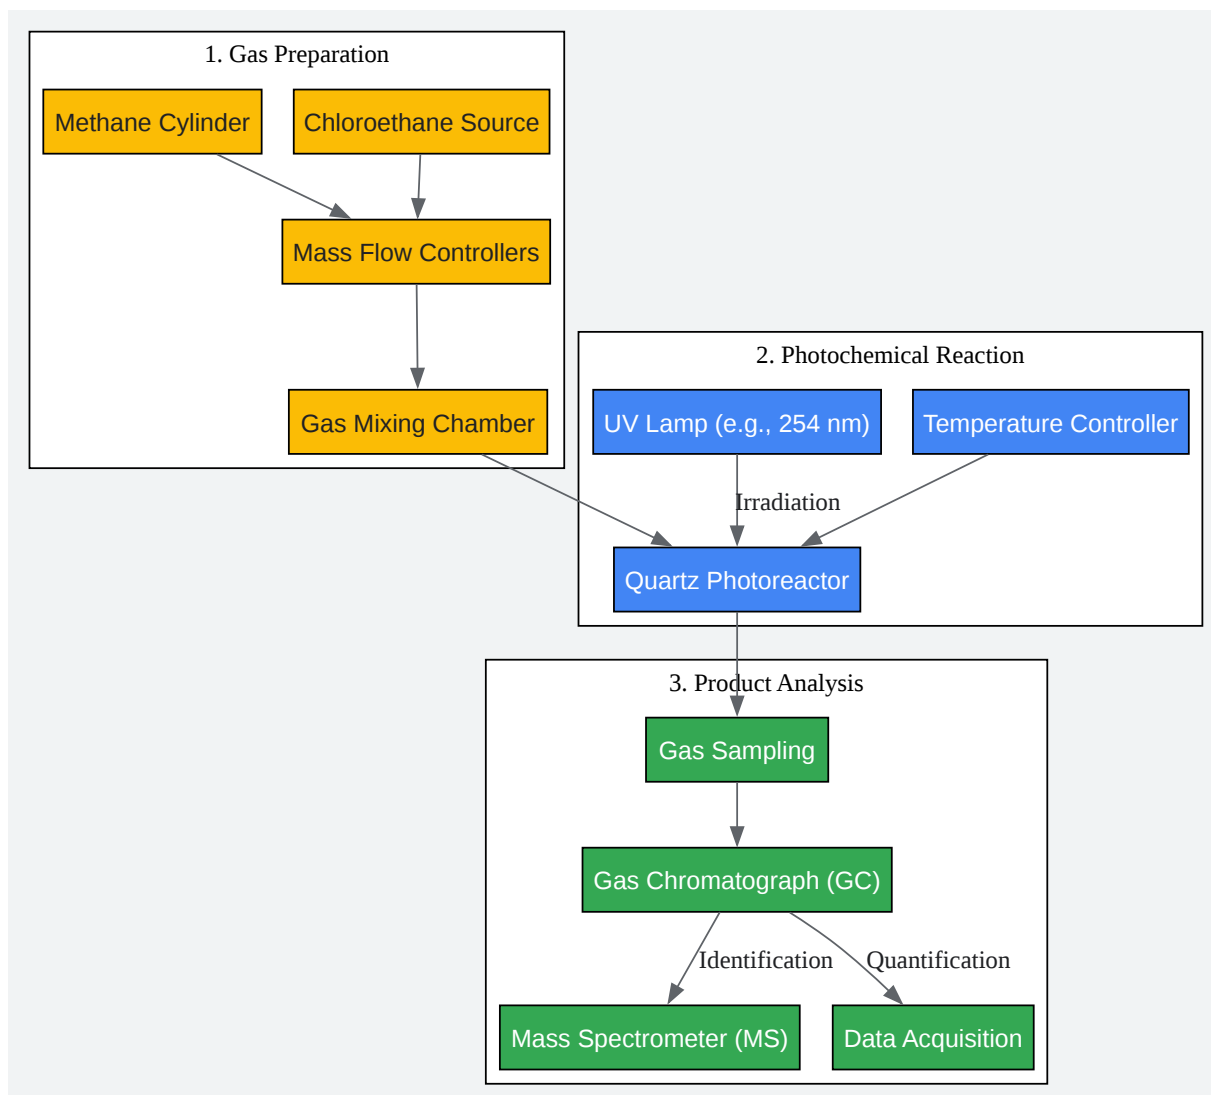 1. Gas Preparation
Methane Cylinder
Chloroethane Source
Mass Flow Controllers
Gas Mixing Chamber
2. Photochemical Reaction
UV Lamp (e.g., 254 nm)
Temperature Controller
Irradiation
Quartz Photoreactor
3. Product Analysis
Gas Sampling
Gas Chromatograph (GC)
Identification
Quantification
Mass Spectrometer (MS)
Data Acquisition